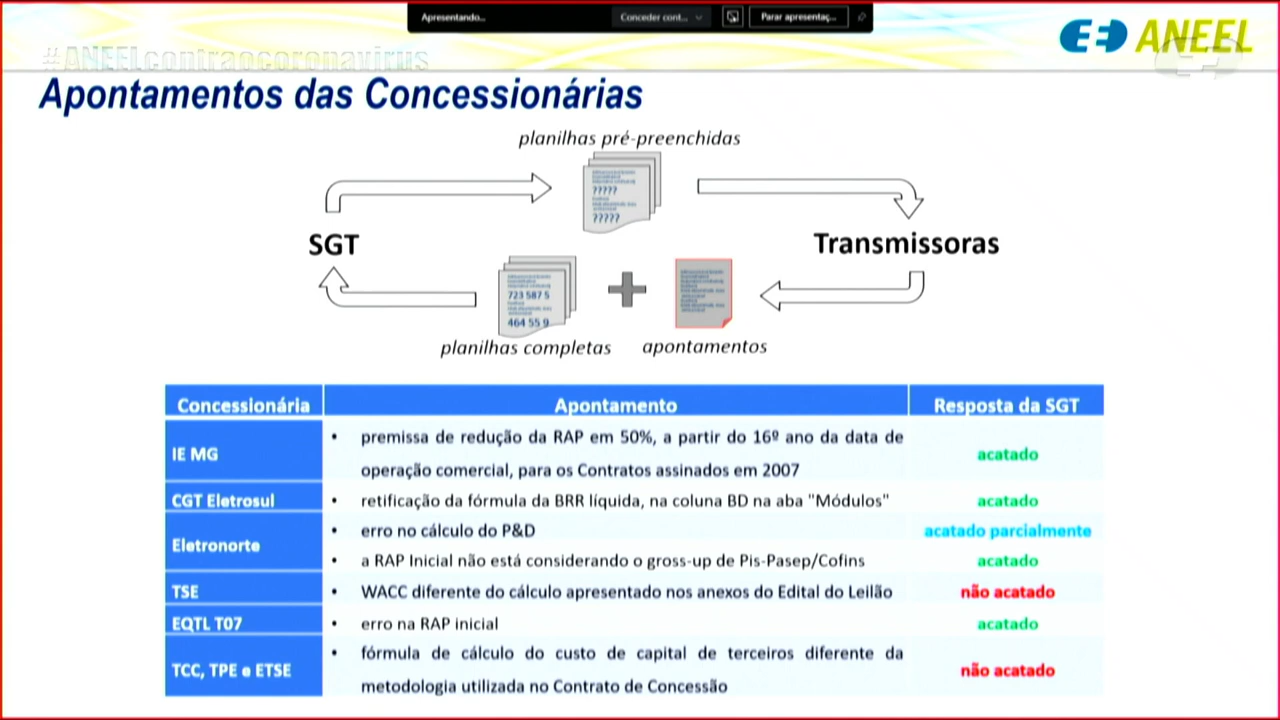 Apresentando...
Conceder cont...
Parar apresentaç...
ANEEL
#ANEELcontraocoronavirus
Apontamentos das Concessionárias
planilhas pré-preenchidas
?????
?????
SGT
Transmissoras
723 587 5
464 55 9
planilhas completas
apontamentos
Concessionária Apontamento Resposta da SGT
IE MG
• premissa de redução da RAP em 50%, a partir do 16º ano da data de
operação comercial, para os Contratos assinados em 2007
acatado
CGT Eletrosul • retificação da fórmula da BRR líquida, na coluna BD na aba "Módulos" acatado
Eletronorte
• erro no cálculo do P&D acatado parcialmente
• a RAP Inicial não está considerando o gross-up de Pis-Pasep/Cofins acatado
TSE • WACC diferente do cálculo apresentado nos anexos do Edital do Leilão não acatado
EQTL T07 • erro na RAP inicial acatado
TCC, TPE e ETSE
• fórmula de cálculo do custo de capital de terceiros diferente da
metodologia utilizada no Contrato de Concessão
não acatado